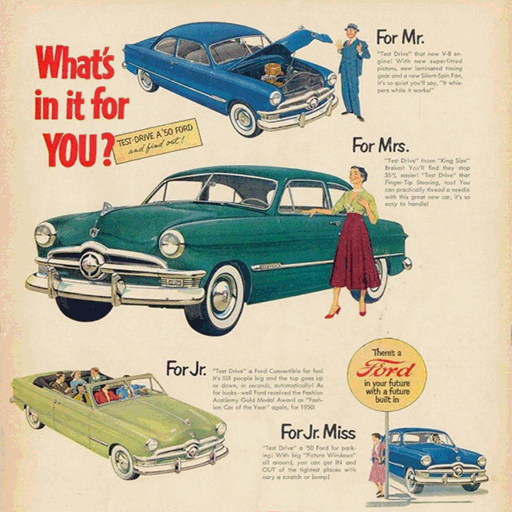 What's
in it for
YOU?
TEST-DRIVE A '50 FORD
and find out!
For Mr.
"Test Drive" that new V-8 en-
gine! With new superfitted
pistons, new laminated timing
gear and a new Silent-Spin Fan,
it's so quiet you'll say, "It whis-
pers while it works!"
For Mrs.
"Test Drive" those "King Size"
Brakes! You'll find they stop
35% easier! "Test Drive" that
Finger-Tip Steering, too! You
can practically thread a needle
with this great new car, it's so
easy to handle!
For Jr.
"Test Drive" a Ford Convertible for fun!
It's SIX people big and the top goes up
or down, in seconds, automatically! As
for looks—well Ford received the Fashion
Academy Gold Medal Award as "Fash-
ion Car of the Year" again, for 1950!
There's a
Ford
in your future
with a future
built in
For Jr. Miss
"Test Drive" a '50 Ford for park-
ing! With big "Picture Windows"
all around, you can get IN and
OUT of the tightest places with
nary a scratch or bump!